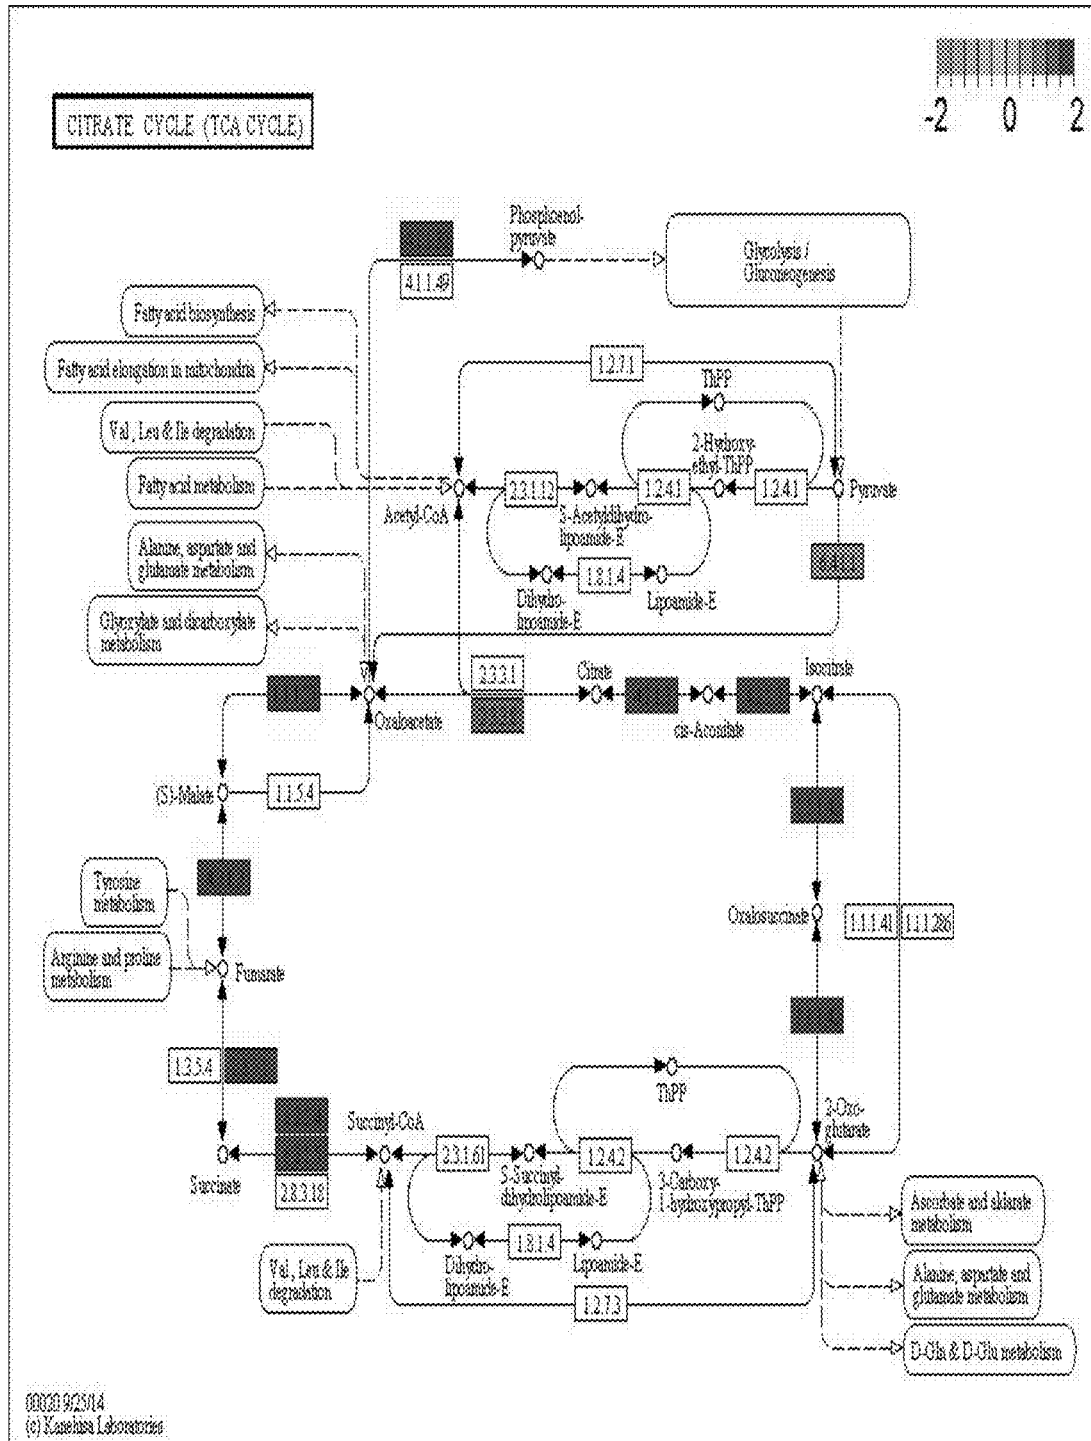 CITRATE CYCLE (TCA CYCLE)
-2 0 2
Phosphoenol-
pyruvate
Glycolysis /
Gluconeogenesis
4.1.1.49
Fatty acid biosynthesis
Fatty acid elongation in mitochondria
Val, Leu & Ile degradation
Fatty acid metabolism
Alanine, aspartate and
glutamate metabolism
Glyoxylate and dicarboxylate
metabolism
1.2.7.1
ThPP
2-Hydroxy-
ethyl-ThPP
2.3.1.12
1.2.4.1
1.2.4.1
Pyruvate
Acetyl-CoA
S-Acetyldihydro-
lipoamide-E
1.8.1.4
Dihydro-
lipoamide-E
Lipoamide-E
2.3.3.1
Citrate
Isocitrate
Oxaloacetate
cis-Aconitate
(S)-Malate
1.1.5.4
Tyrosine
metabolism
Arginine and proline
metabolism
Fumarate
Oxalosuccinate
1.1.1.41
1.1.1.286
1.3.5.4
ThPP
2-Oxo-
glutarate
Succinyl-CoA
2.3.1.61
1.2.4.2
1.2.4.2
Succinate
2.8.3.18
S-Succinyl-
dihydrolipoamide-E
3-Carboxy-
1-hydroxypropyl-ThPP
1.8.1.4
Dihydro-
lipoamide-E
Lipoamide-E
Val, Leu & Ile
degradation
1.2.7.3
Ascorbate and aldarate
metabolism
Alanine, aspartate and
glutamate metabolism
D-Gln & D-Glu metabolism
00020 9/25/14
(c) Kanehisa Laboratories